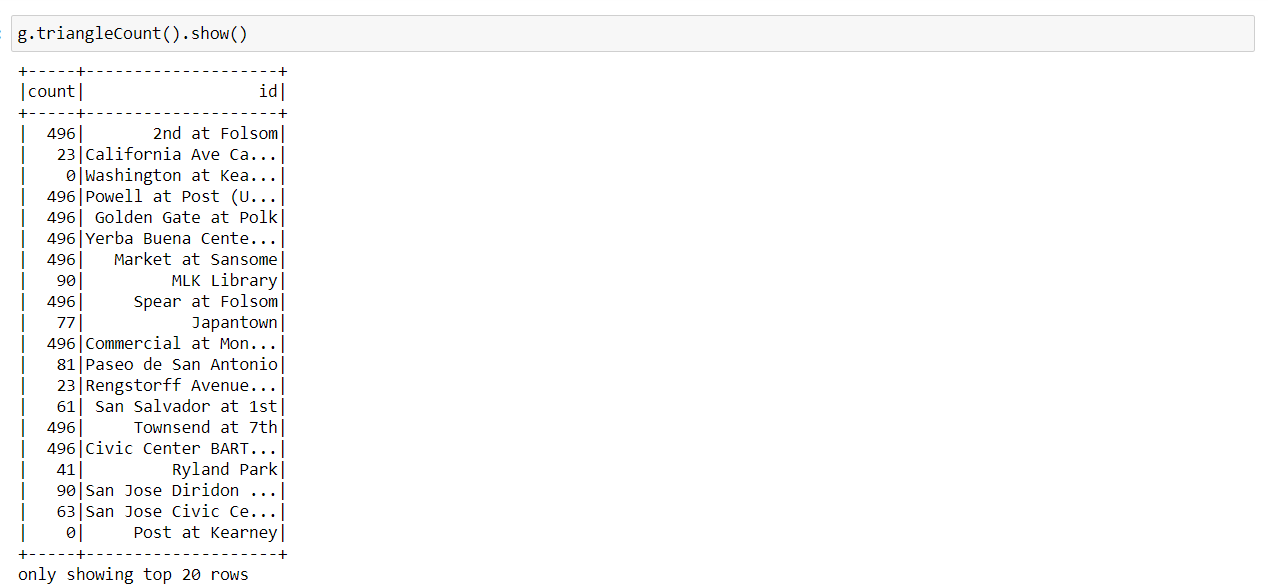 g.triangleCount().show()
+-----+--------------------+
|count|                  id|
+-----+--------------------+
|  496|       2nd at Folsom|
|   23|California Ave Ca...|
|    0|Washington at Kea...|
|  496|Powell at Post (U...|
|  496| Golden Gate at Polk|
|  496|Yerba Buena Cente...|
|  496|   Market at Sansome|
|   90|         MLK Library|
|  496|     Spear at Folsom|
|   77|           Japantown|
|  496|Commercial at Mon...|
|   81|Paseo de San Antonio|
|   23|Rengstorff Avenue...|
|   61| San Salvador at 1st|
|  496|     Townsend at 7th|
|  496|Civic Center BART...|
|   41|         Ryland Park|
|   90|San Jose Diridon ...|
|   63|San Jose Civic Ce...|
|    0|     Post at Kearney|
+-----+--------------------+
only showing top 20 rows